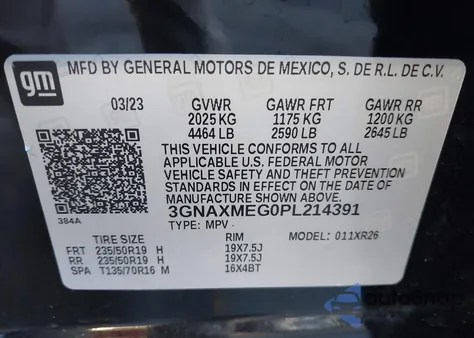 gm
MFD BY GENERAL MOTORS DE MEXICO, S. DE R.L. DE C.V.
03/23 GVWR GAWR FRT GAWR RR
2025 KG 1175 KG 1200 KG
4464 LB 2590 LB 2645 LB
THIS VEHICLE CONFORMS TO ALL
APPLICABLE U.S. FEDERAL MOTOR
VEHICLE SAFETY AND THEFT PREVENTION
STANDARDS IN EFFECT ON THE DATE OF
MANUFACTURE SHOWN ABOVE.
3GNAXMEG0PL214391
384A
TYPE: MPV MODEL: 011XR26
TIRE SIZE RIM
FRT 235/50R19 H 19X7.5J
RR 235/50R19 H 19X7.5J
SPA T135/70R16 M 16X4BT